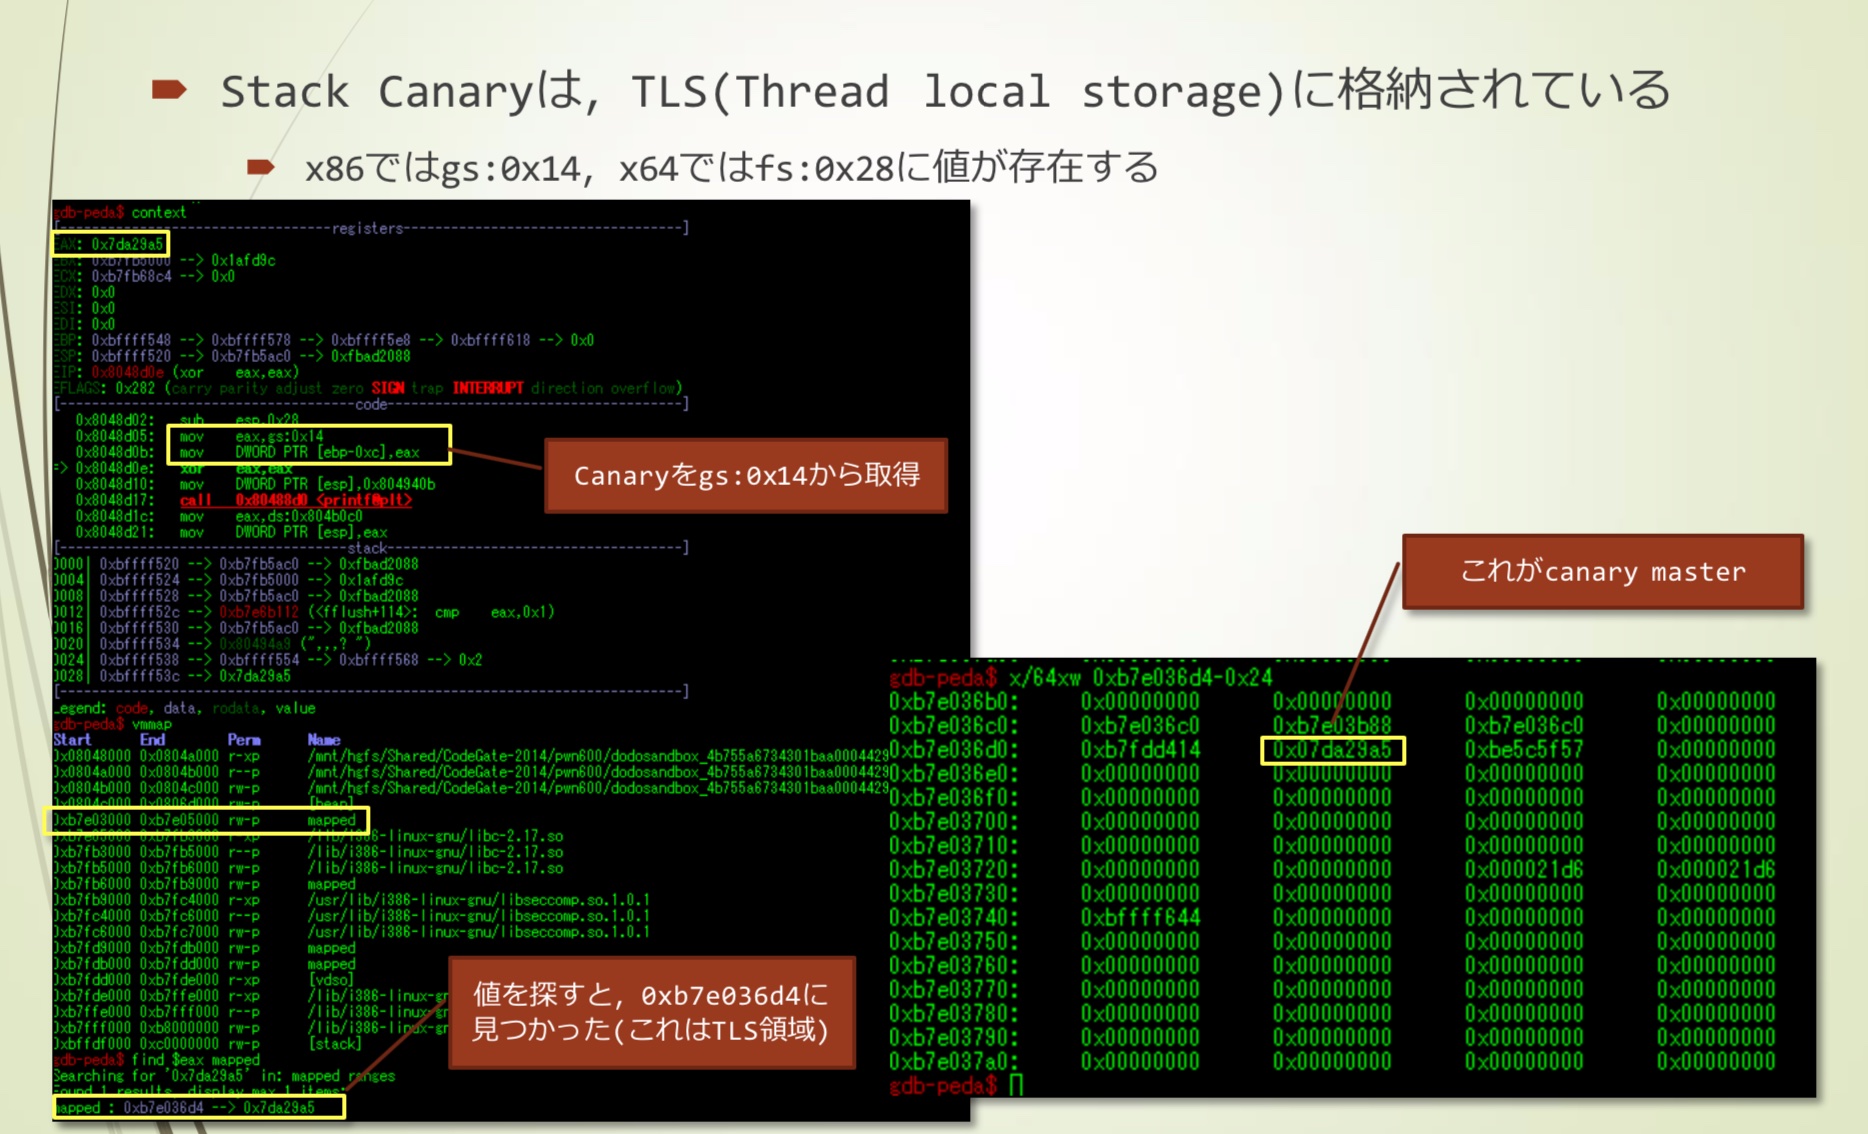 Stack Canaryは, TLS(Thread local storage)に格納されている
x86ではgs:0x14, x64ではfs:0x28に値が存在する
gdb-peda$ context
[----------------------------------registers-----------------------------------]
EAX: 0x7da29a5
EBX: 0xb7fb5000 --> 0x1afd9c
ECX: 0xb7fb68c4 --> 0x0
EDX: 0x0
ESI: 0x0
EDI: 0x0
EBP: 0xbffff548 --> 0xbffff578 --> 0xbffff5e8 --> 0xbffff618 --> 0x0
ESP: 0xbffff520 --> 0xb7fb5ac0 --> 0xfbad2088
EIP: 0x8048d0e (xor    eax,eax)
EFLAGS: 0x282 (carry parity adjust zero SIGN trap INTERRUPT direction overflow)
[-------------------------------------code-------------------------------------]
0x8048d02:   sub    esp,0x28
0x8048d05:   mov    eax,gs:0x14
0x8048d0b:   mov    DWORD PTR [ebp-0xc],eax
=> 0x8048d0e:   xor    eax,eax
0x8048d10:   mov    DWORD PTR [esp],0x804940b
0x8048d17:   call   0x80488d0 <printf@plt>
0x8048d1c:   mov    eax,ds:0x804b0c0
0x8048d21:   mov    DWORD PTR [esp],eax
[------------------------------------stack-------------------------------------]
0000| 0xbffff520 --> 0xb7fb5ac0 --> 0xfbad2088
0004| 0xbffff524 --> 0xb7fb5000 --> 0x1afd9c
0008| 0xbffff528 --> 0xb7fb5ac0 --> 0xfbad2088
0012| 0xbffff52c --> 0xb7e6b112 (<fflush+114>:  cmp    eax,0x1)
0016| 0xbffff530 --> 0xb7fb5ac0 --> 0xfbad2088
0020| 0xbffff534 --> 0x80494a9 (",,,? ")
0024| 0xbffff538 --> 0xbffff554 --> 0xbffff568 --> 0x2
0028| 0xbffff53c --> 0x7da29a5
[------------------------------------------------------------------------------]
Legend: code, data, rodata, value
gdb-peda$ vmmap
Start      End        Perm      Name
0x08048000 0x0804a000 r-xp      /mnt/hgfs/Shared/CodeGate-2014/pwn600/dodosandbox_4b755a6734301baa0004429
0x0804a000 0x0804b000 r--p      /mnt/hgfs/Shared/CodeGate-2014/pwn600/dodosandbox_4b755a6734301baa0004429
0x0804b000 0x0804c000 rw-p      /mnt/hgfs/Shared/CodeGate-2014/pwn600/dodosandbox_4b755a6734301baa0004429
0x0804c000 0x0806d000 rw-p      [heap]
0xb7e03000 0xb7e05000 rw-p      mapped
0xb7e05000 0xb7fb3000 r-xp      /lib/i386-linux-gnu/libc-2.17.so
0xb7fb3000 0xb7fb5000 r--p      /lib/i386-linux-gnu/libc-2.17.so
0xb7fb5000 0xb7fb6000 rw-p      /lib/i386-linux-gnu/libc-2.17.so
0xb7fb6000 0xb7fb9000 rw-p      mapped
0xb7fb9000 0xb7fc4000 r-xp      /usr/lib/i386-linux-gnu/libseccomp.so.1.0.1
0xb7fc4000 0xb7fc6000 r--p      /usr/lib/i386-linux-gnu/libseccomp.so.1.0.1
0xb7fc6000 0xb7fc7000 rw-p      /usr/lib/i386-linux-gnu/libseccomp.so.1.0.1
0xb7fd9000 0xb7fdb000 rw-p      mapped
0xb7fdb000 0xb7fdd000 rw-p      mapped
0xb7fdd000 0xb7fde000 r-xp      [vdso]
0xb7fde000 0xb7ffe000 r-xp      /lib/i386-linux-gr
0xb7ffe000 0xb7fff000 r--p      /lib/i386-linux-gr
0xb7fff000 0xb8000000 rw-p      /lib/i386-linux-gr
0xbffdf000 0xc0000000 rw-p      [stack]
gdb-peda$ find $eax mapped
Searching for '0x7da29a5' in: mapped ranges
Found 1 results, display max 1 items:
mapped : 0xb7e036d4 --> 0x7da29a5
Canaryをgs:0x14から取得
値を探すと, 0xb7e036d4に
見つかった(これはTLS領域)
これがcanary master
gdb-peda$ x/64xw 0xb7e036d4-0x24
0xb7e036b0:     0x00000000      0x00000000      0x00000000      0x00000000
0xb7e036c0:     0xb7e036c0      0xb7e03b88      0xb7e036c0      0x00000000
0xb7e036d0:     0xb7fdd414      0x07da29a5      0xbe5c5f57      0x00000000
0xb7e036e0:     0x00000000      0x00000000      0x00000000      0x00000000
0xb7e036f0:     0x00000000      0x00000000      0x00000000      0x00000000
0xb7e03700:     0x00000000      0x00000000      0x00000000      0x00000000
0xb7e03710:     0x00000000      0x00000000      0x00000000      0x00000000
0xb7e03720:     0x00000000      0x00000000      0x000021d6      0x000021d6
0xb7e03730:     0x00000000      0x00000000      0x00000000      0x00000000
0xb7e03740:     0xbffff644      0x00000000      0x00000000      0x00000000
0xb7e03750:     0x00000000      0x00000000      0x00000000      0x00000000
0xb7e03760:     0x00000000      0x00000000      0x00000000      0x00000000
0xb7e03770:     0x00000000      0x00000000      0x00000000      0x00000000
0xb7e03780:     0x00000000      0x00000000      0x00000000      0x00000000
0xb7e03790:     0x00000000      0x00000000      0x00000000      0x00000000
0xb7e037a0:     0x00000000      0x00000000      0x00000000      0x00000000
gdb-peda$